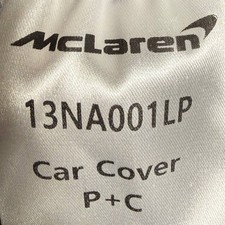 McLaren
13NA001LP
Car Cover
P+C